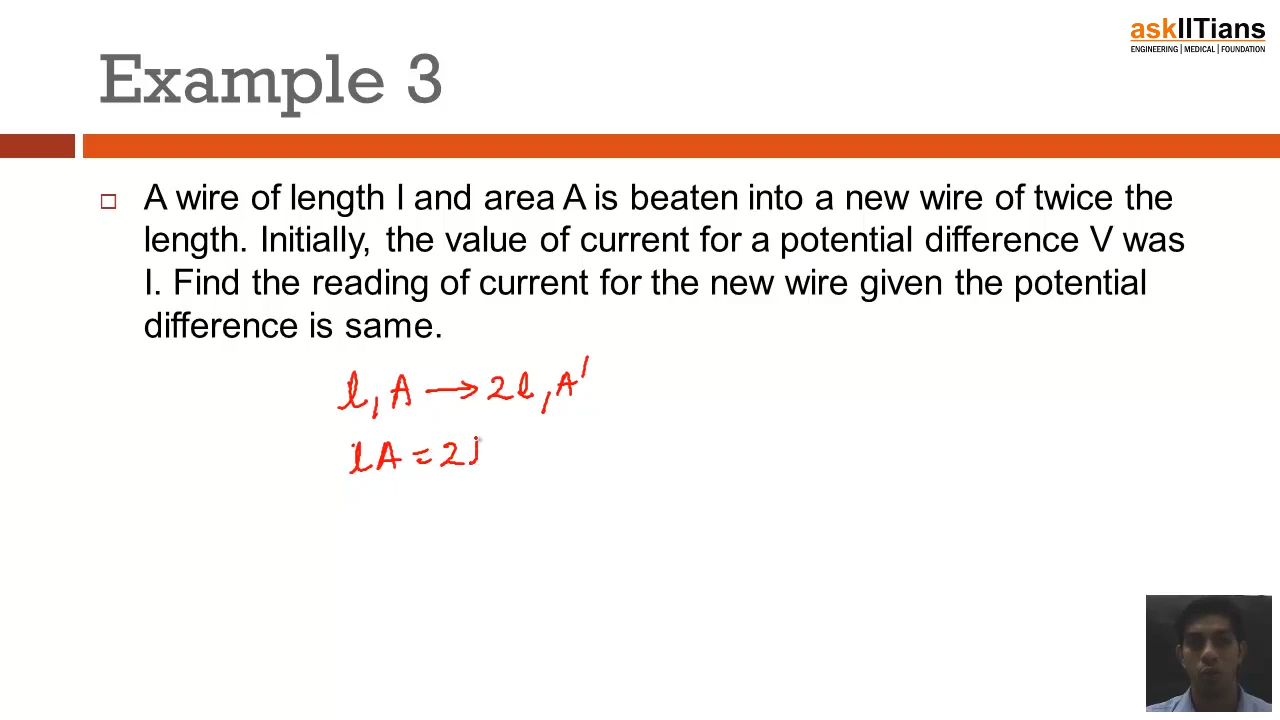 askIITians
ENGINEERING | MEDICAL | FOUNDATION
Example 3
A wire of length l and area A is beaten into a new wire of twice the
length. Initially, the value of current for a potential difference V was
I. Find the reading of current for the new wire given the potential
difference is same.
l, A → 2l, A'
lA = 2